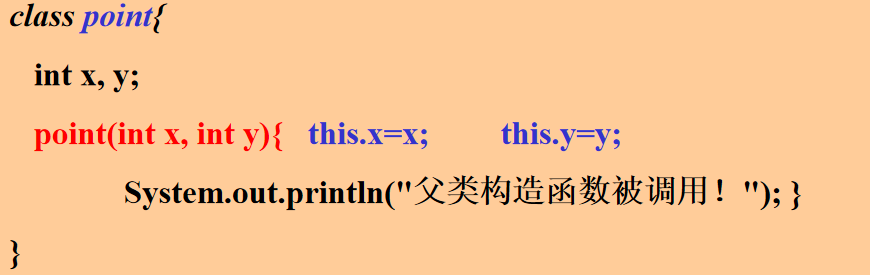 class point{
int x, y;
point(int x, int y){ this.x=x; this.y=y;
System.out.println("父类构造函数被调用！"); }
}